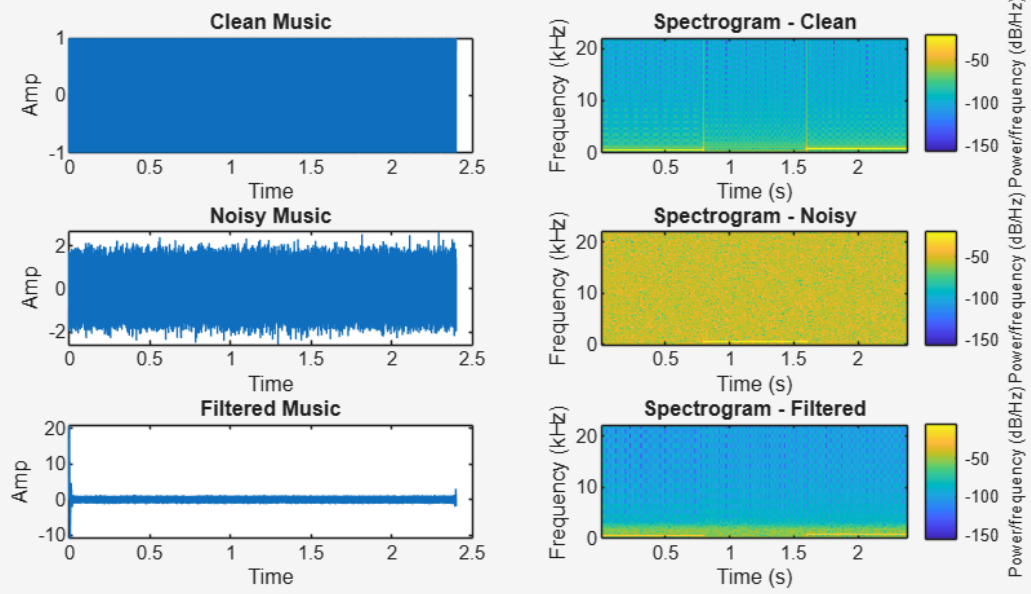 Clean Music
1
0
-1
Amp
0
0.5
1
1.5
2
2.5
Time
Spectrogram - Clean
20
10
0
Frequency (kHz)
0.5
1
1.5
2
Time (s)
-50
-100
-150
Power/frequency (dB/Hz)
Noisy Music
2
0
-2
Amp
0
0.5
1
1.5
2
2.5
Time
Spectrogram - Noisy
20
10
0
Frequency (kHz)
0.5
1
1.5
2
Time (s)
-50
-100
-150
Power/frequency (dB/Hz)
Filtered Music
20
10
0
-10
Amp
0
0.5
1
1.5
2
2.5
Time
Spectrogram - Filtered
20
10
0
Frequency (kHz)
0.5
1
1.5
2
Time (s)
-50
-100
-150
Power/frequency (dB/Hz)